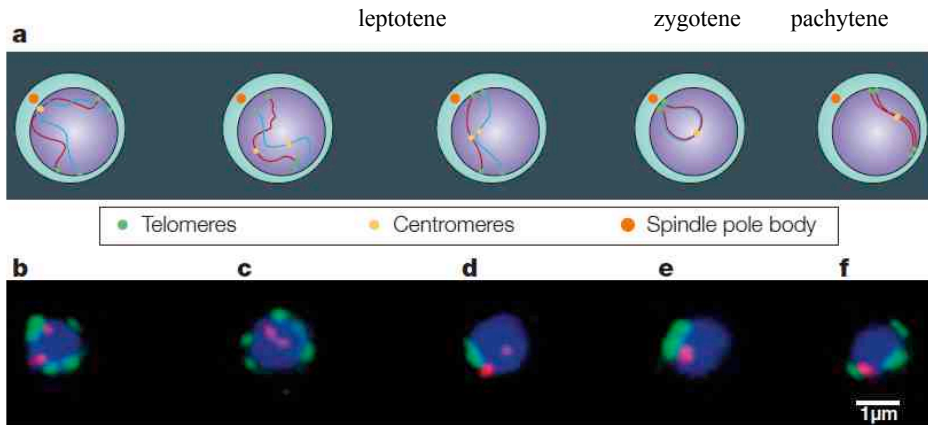 leptotene zygotene pachytene
a
Telomeres Centromeres Spindle pole body
b c d e f
1µm